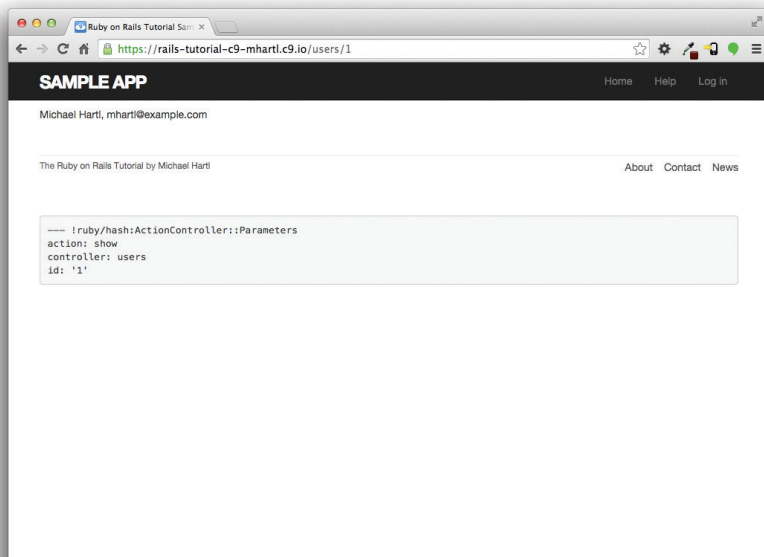 Ruby on Rails Tutorial Sam
https://rails-tutorial-c9-mhartl.c9.io/users/1
SAMPLE APP
Home Help Log in
Michael Hartl, mhartl@example.com
The Ruby on Rails Tutorial by Michael Hartl
About Contact News
--- !ruby/hash:ActionController::Parameters
action: show
controller: users
id: '1'